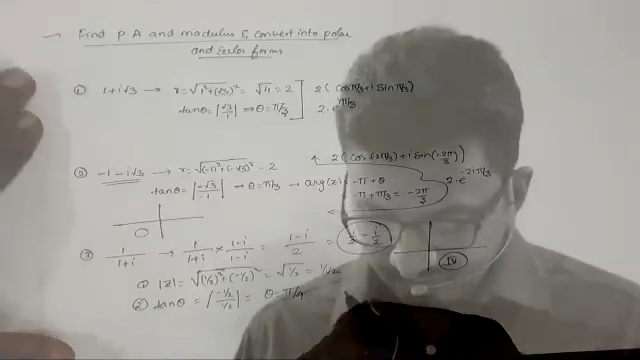 → Find P.A and modulus & convert into polar
and Euler forms
① 1+i√3 → r=√1²+(√3)² = √4 = 2 2(cosπ/3+i Sinπ/3)
tanθ = |√3/1| ⇒ θ=π/3 2·e^iπ/3
② -1-i√3 → r=√(-1)²+(-√3)² - 2 2(cos(-2π/3)+i sin(-2π/3))
tanθ = |-√3/-1| → θ=π/3 → arg(z)= -π+θ 2·e^-2iπ/3
-π+π/3 = -2π/3
③ 1/1+i → 1/1+i × 1-i/1-i = 1-i/2 = 1/2 - i/2
① |z| = √(1/2)²+(-1/2)² = √1/2 = 1/√2 IV
② tanθ = |-1/2/1/2| = θ-π/4